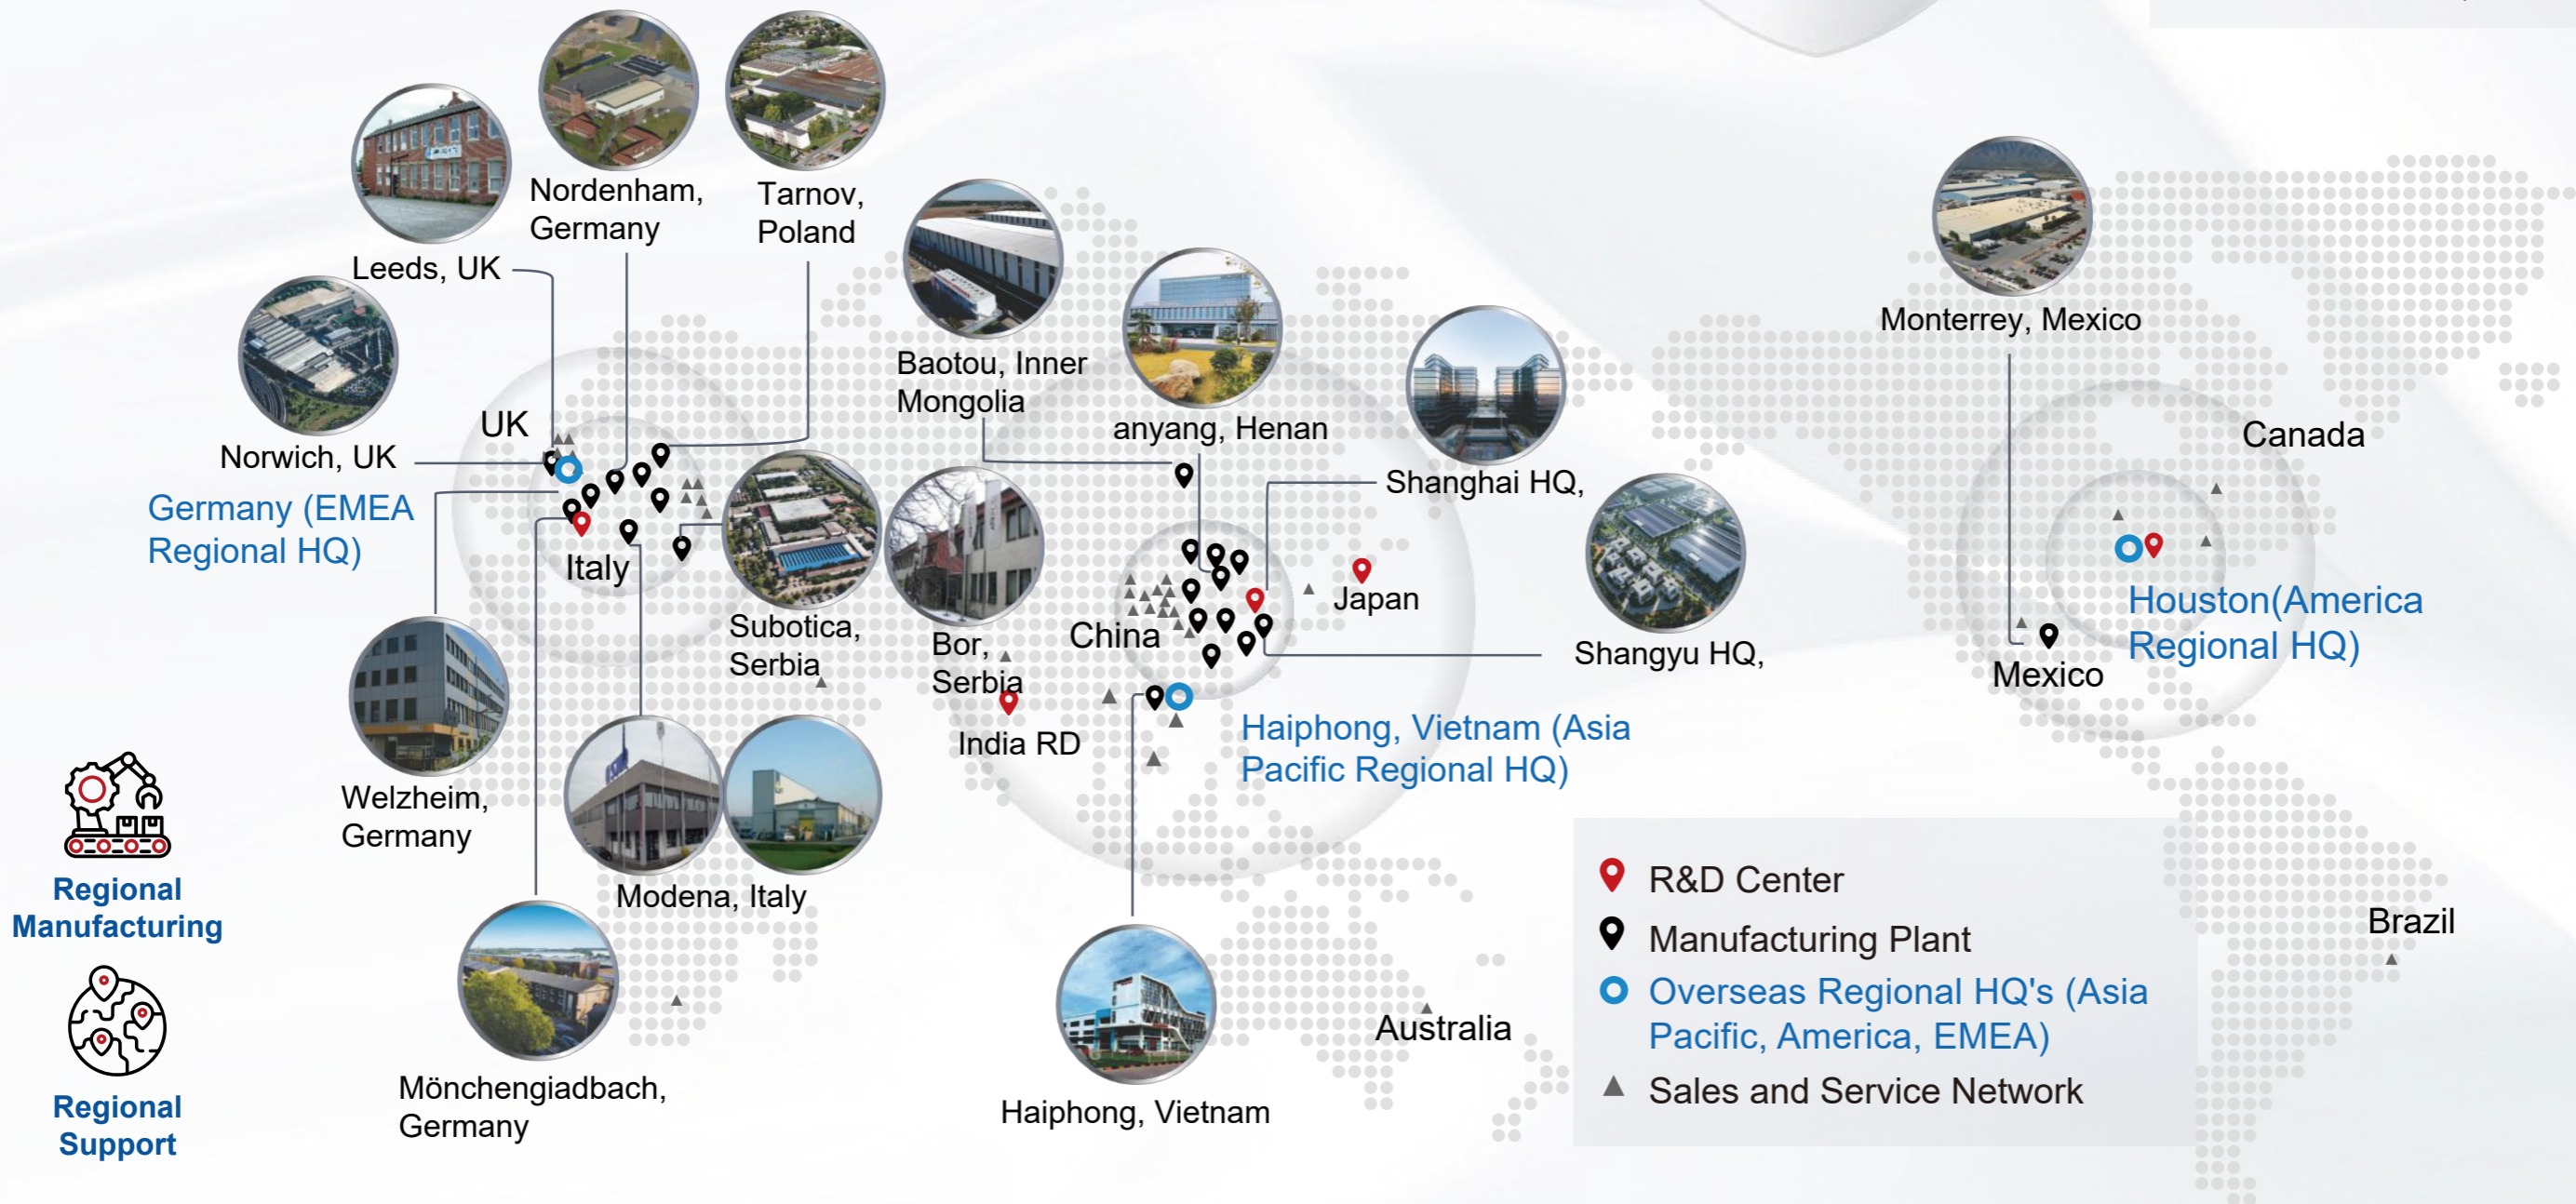 Nordenham,
Germany
Tarnov,
Poland
Leeds, UK
Norwich, UK
UK
Germany (EMEA
Regional HQ)
Italy
Baotou, Inner
Mongolia
anyang, Henan
Shanghai HQ,
Monterrey, Mexico
Canada
Subotica,
Serbia
Bor,
Serbia
China
Japan
Shangyu HQ,
Houston(America
Regional HQ)
Mexico
India RD
Haiphong, Vietnam (Asia
Pacific Regional HQ)
Welzheim,
Germany
Modena, Italy
Regional
Manufacturing
Regional
Support
Mönchengiadbach,
Germany
Haiphong, Vietnam
Australia
Brazil
R&D Center
Manufacturing Plant
Overseas Regional HQ's (Asia
Pacific, America, EMEA)
Sales and Service Network